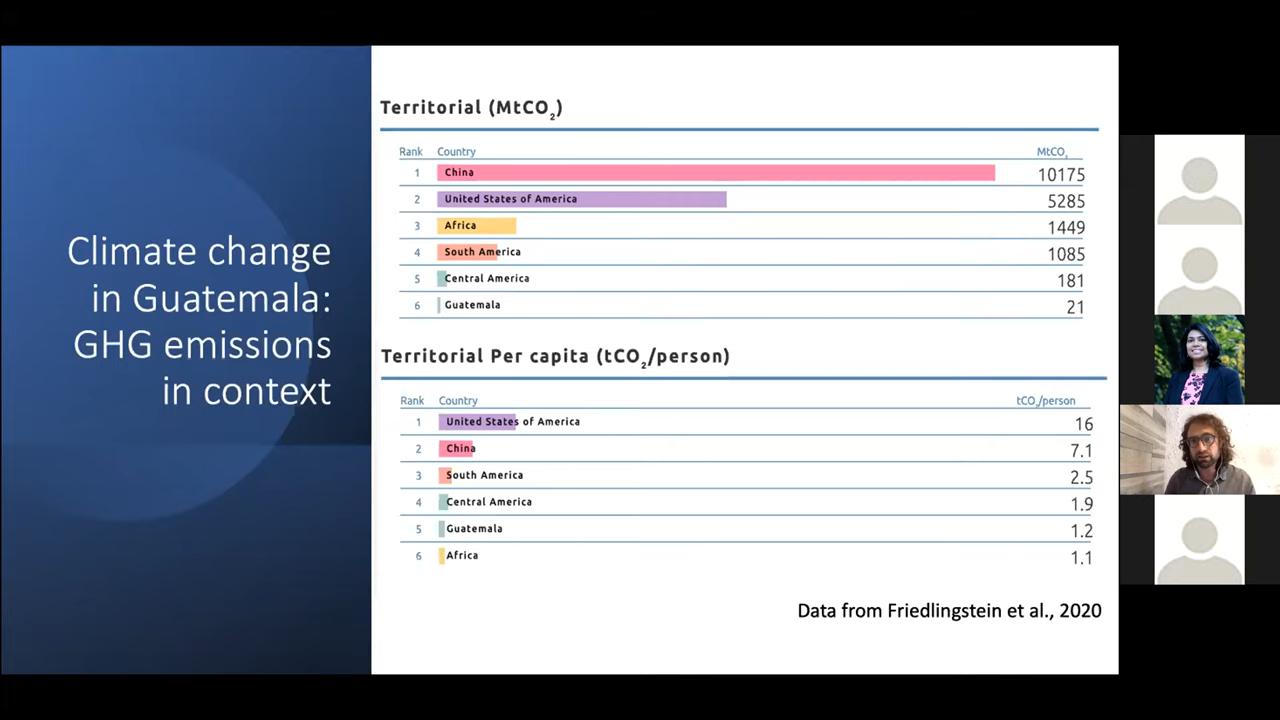 Climate change
in Guatemala:
GHG emissions
in context
Territorial (MtCO₂)
Rank Country MtCO₂
1 China 10175
2 United States of America 5285
3 Africa 1449
4 South America 1085
5 Central America 181
6 Guatemala 21
Territorial Per capita (tCO₂/person)
Rank Country tCO₂/person
1 United States of America 16
2 China 7.1
3 South America 2.5
4 Central America 1.9
5 Guatemala 1.2
6 Africa 1.1
Data from Friedlingstein et al., 2020